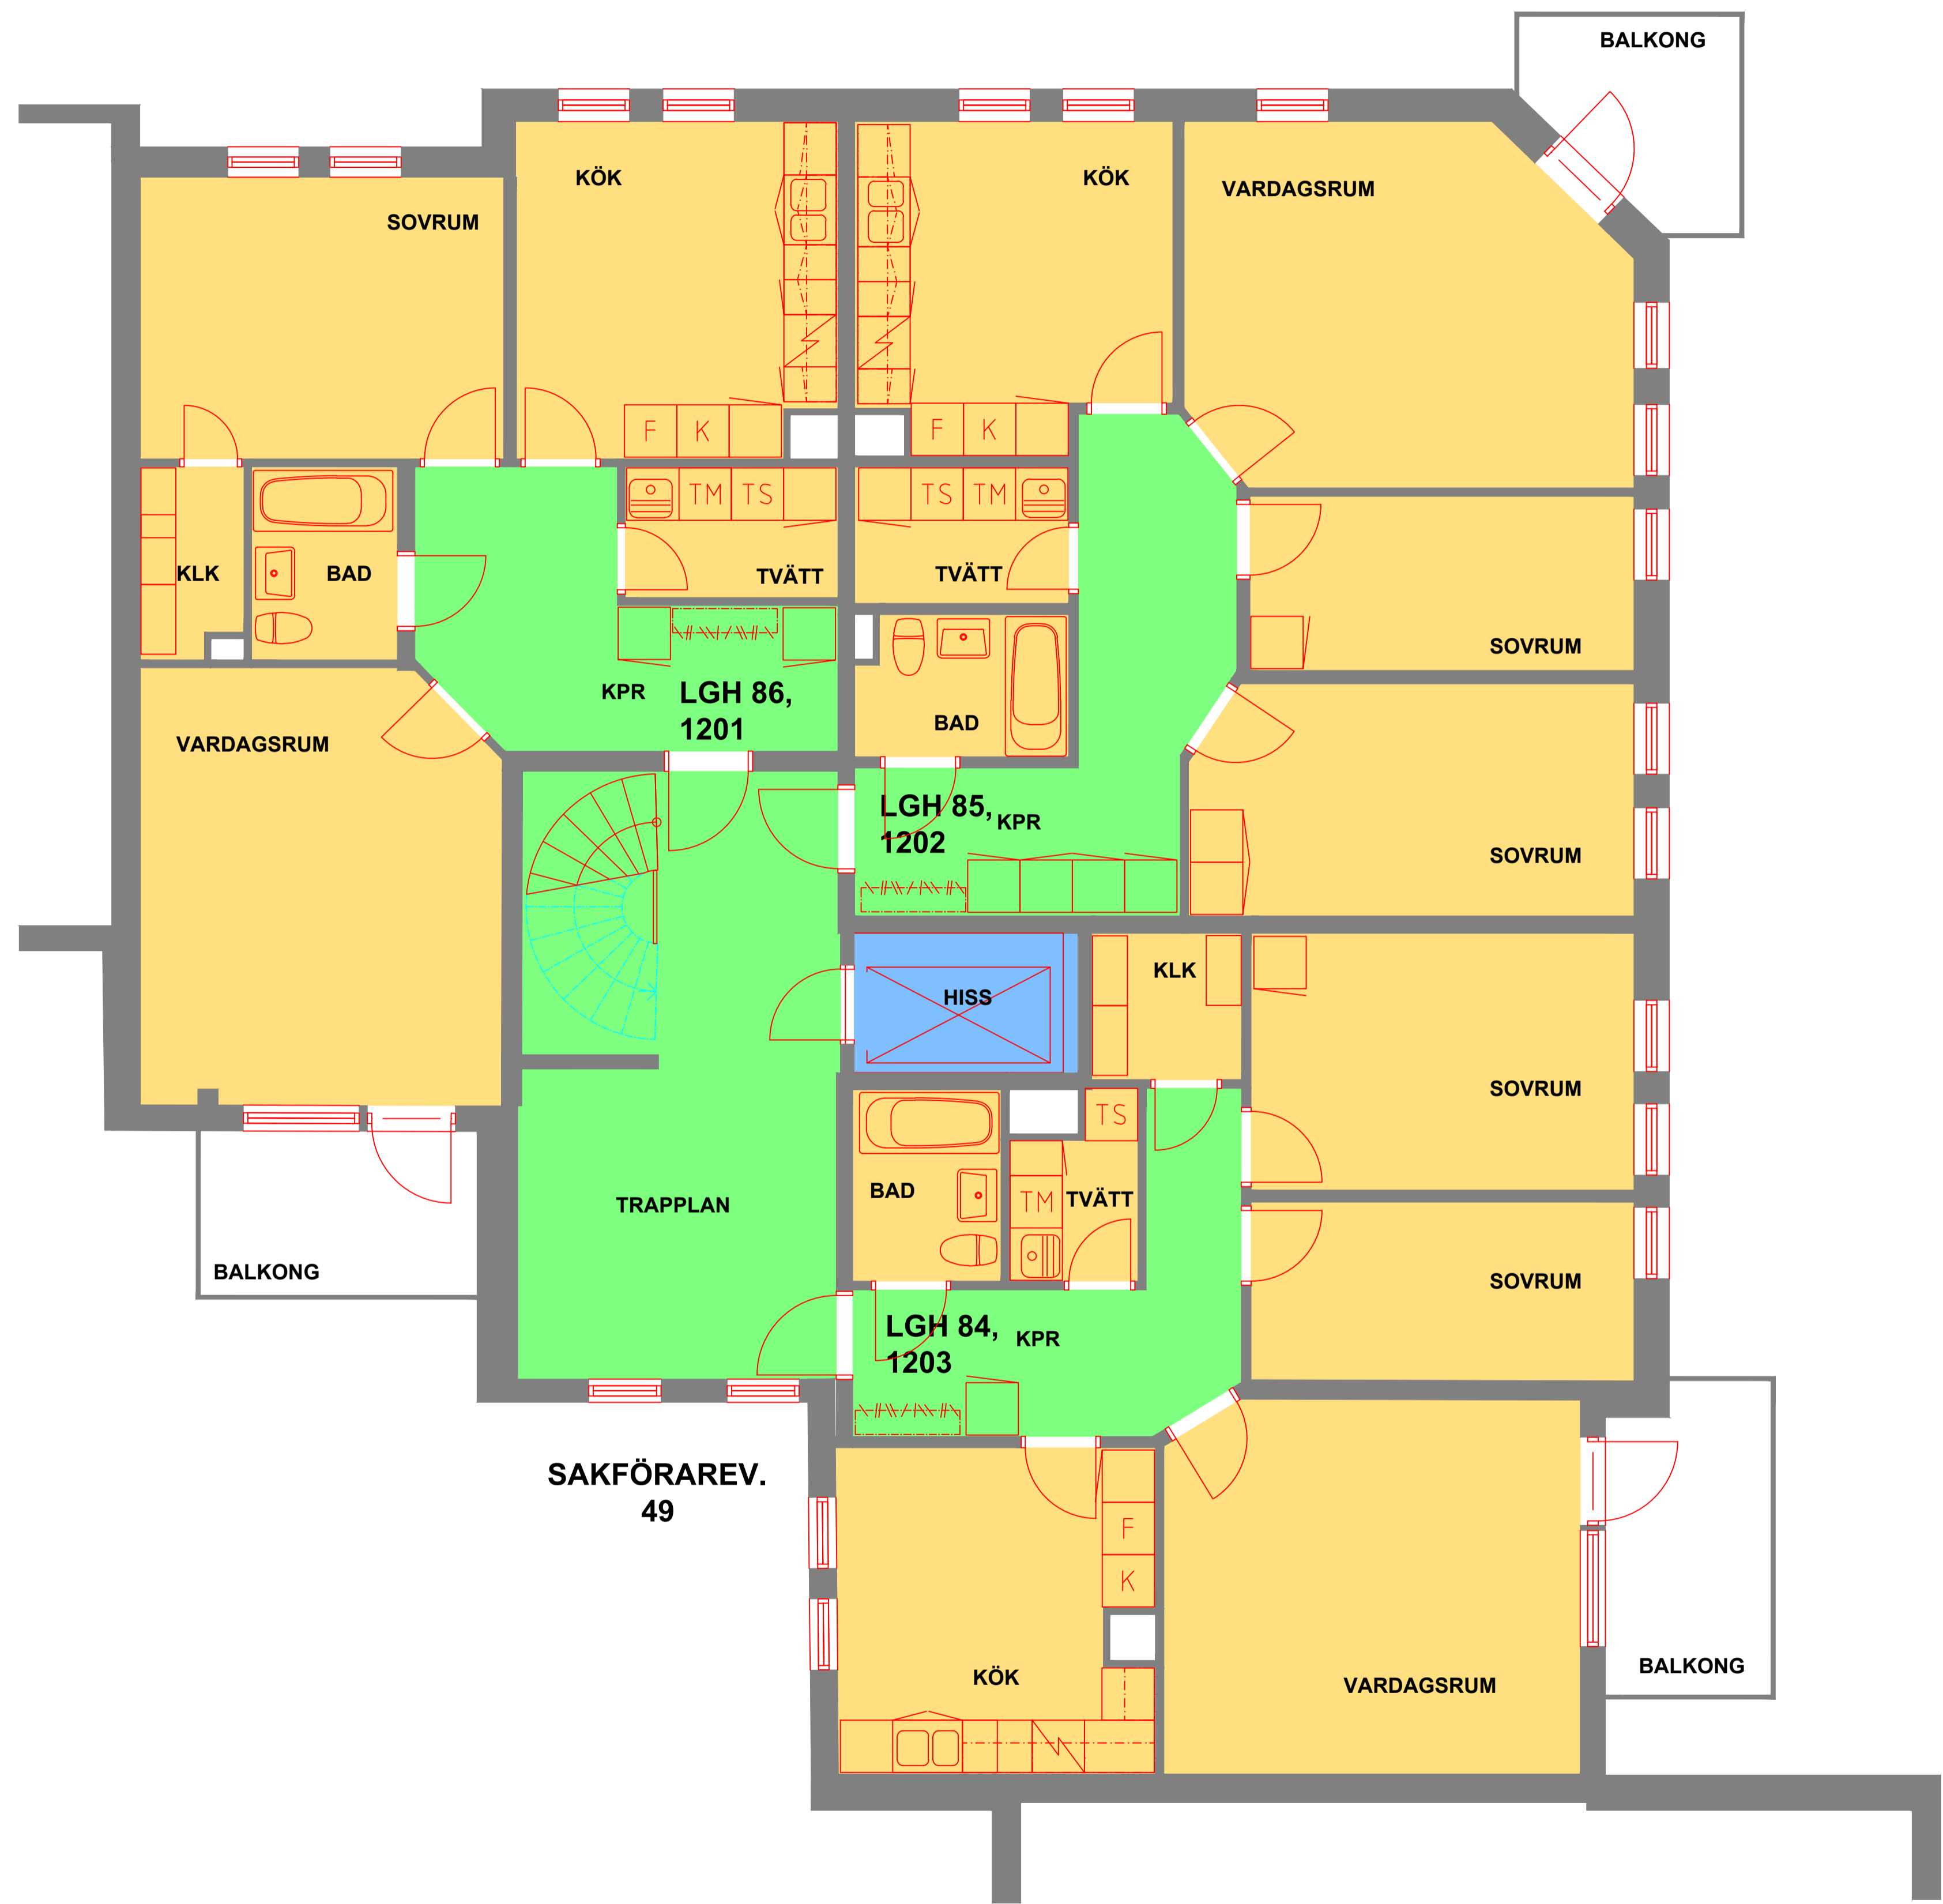 BALKONG
KÖK
KÖK
VARDAGSRUM
SOVRUM
F K
F K
TM TS
TS TM
KLK
BAD
TVÄTT
TVÄTT
SOVRUM
KPR
LGH 86,
1201
BAD
VARDAGSRUM
LGH 85,
1202
KPR
SOVRUM
KLK
HISS
SOVRUM
TS
BAD
TM
TVÄTT
TRAPPLAN
BALKONG
SOVRUM
LGH 84,
1203
KPR
SAKFÖRAREV.
49
F
K
KÖK
VARDAGSRUM
BALKONG